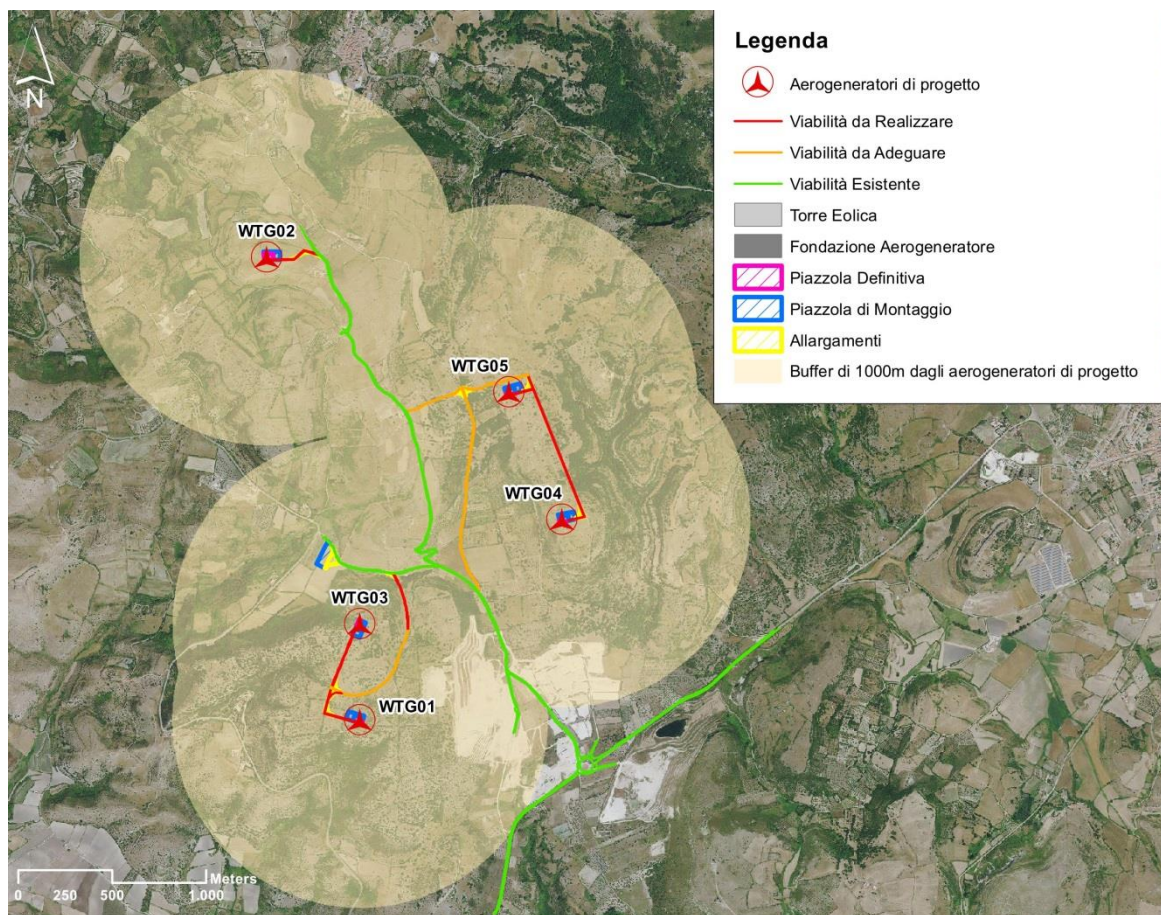 N
Legenda
Aerogeneratori di progetto
Viabilità da Realizzare
Viabilità da Adeguare
Viabilità Esistente
Torre Eolica
Fondazione Aerogeneratore
Piazzola Definitiva
Piazzola di Montaggio
Allargamenti
Buffer di 1000m dagli aerogeneratori di progetto
WTG02
WTG05
WTG04
WTG03
WTG01
Meters
0 250 500 1.000